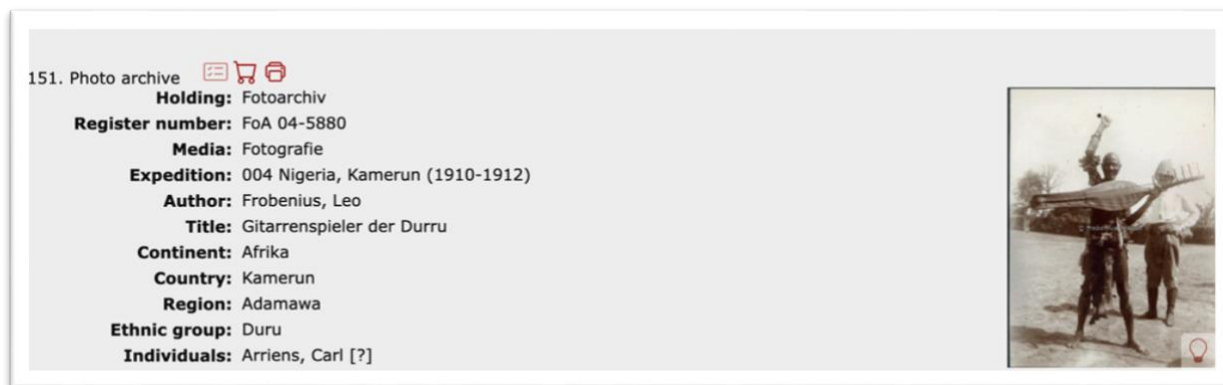 151. Photo archive
Holding: Fotoarchiv
Register number: FoA 04-5880
Media: Fotografie
Expedition: 004 Nigeria, Kamerun (1910-1912)
Author: Frobenius, Leo
Title: Gitarrenspieler der Durru
Continent: Afrika
Country: Kamerun
Region: Adamawa
Ethnic group: Duru
Individuals: Arriens, Carl [?]